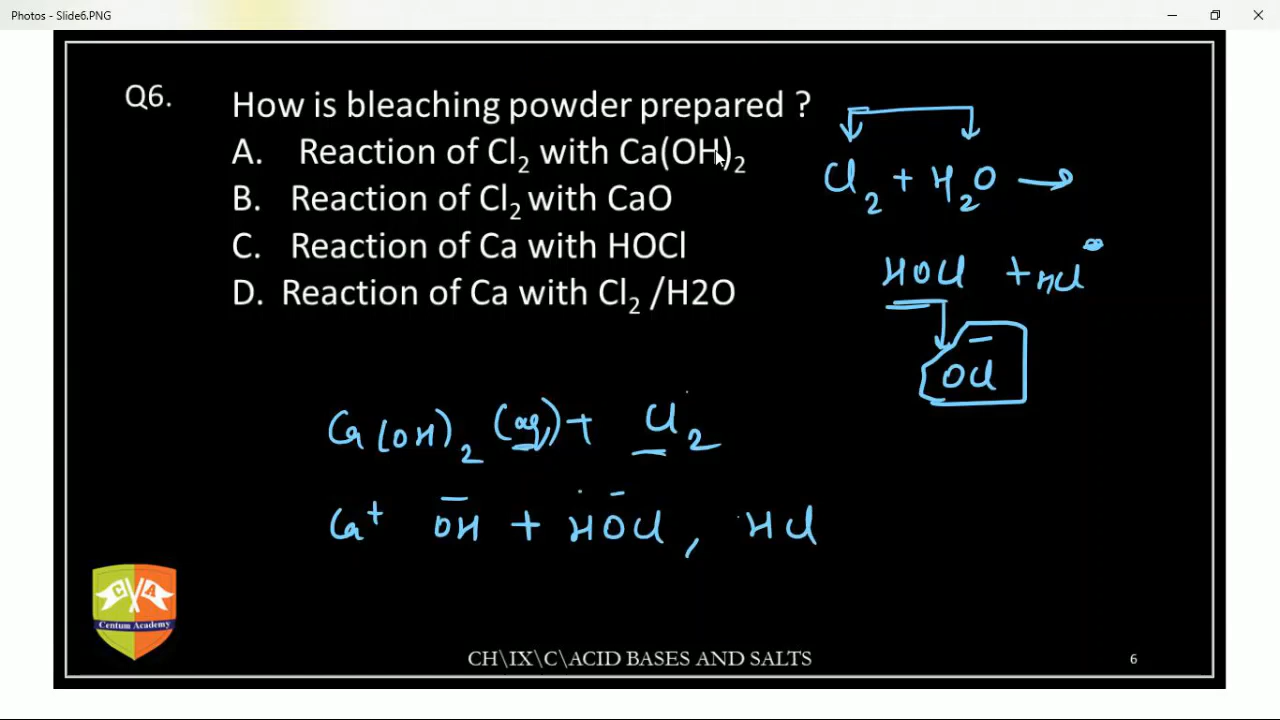 Photos - Slide6.PNG
Q6. How is bleaching powder prepared ?
A. Reaction of Cl₂ with Ca(OH)₂
B. Reaction of Cl₂ with CaO
C. Reaction of Ca with HOCl
D. Reaction of Ca with Cl₂ /H2O
Cl₂ + H₂O →
HOCl + HCl
OCl⁻
Ca(OH)₂ (aq) + Cl₂
Ca⁺ O̅H + HO̅Cl, HCl
C A
Centum Academy
CH\IX\C\ACID BASES AND SALTS
6